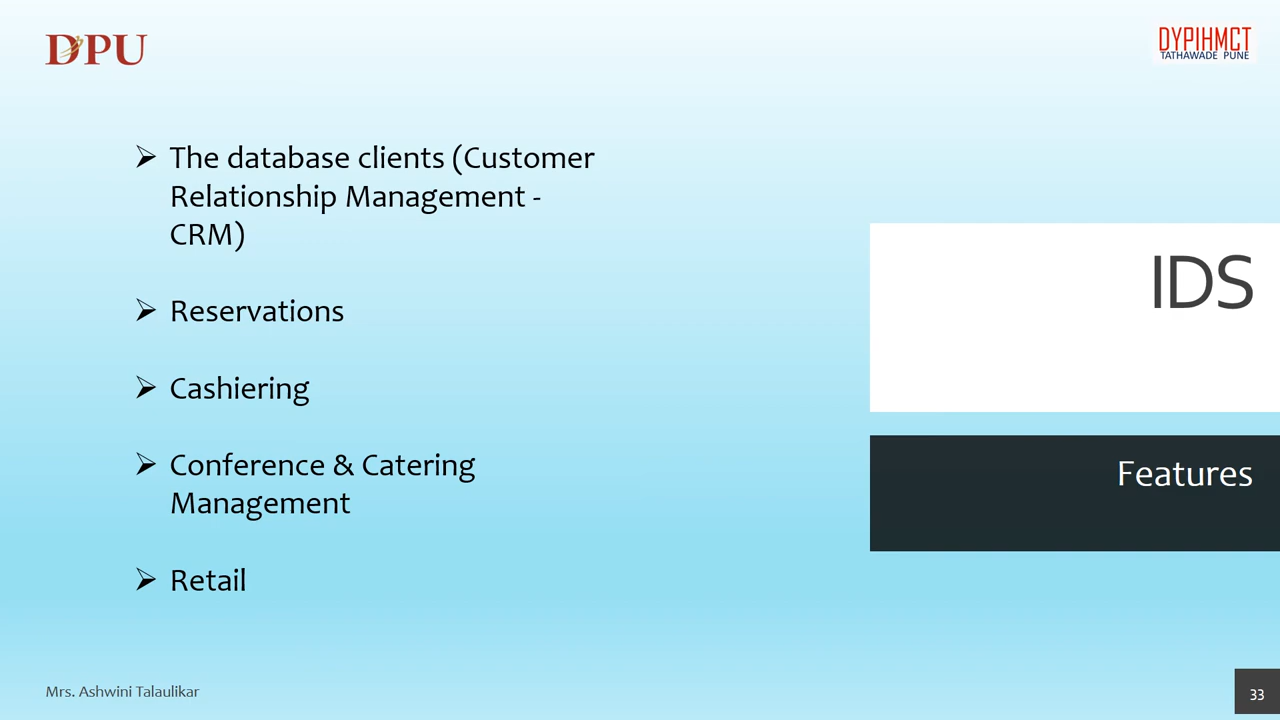 DPU
DYPIHMCT
TATHAWADE PUNE
➢ The database clients (Customer
Relationship Management -
CRM)
➢ Reservations
➢ Cashiering
➢ Conference & Catering
Management
➢ Retail
IDS
Features
Mrs. Ashwini Talaulikar
33